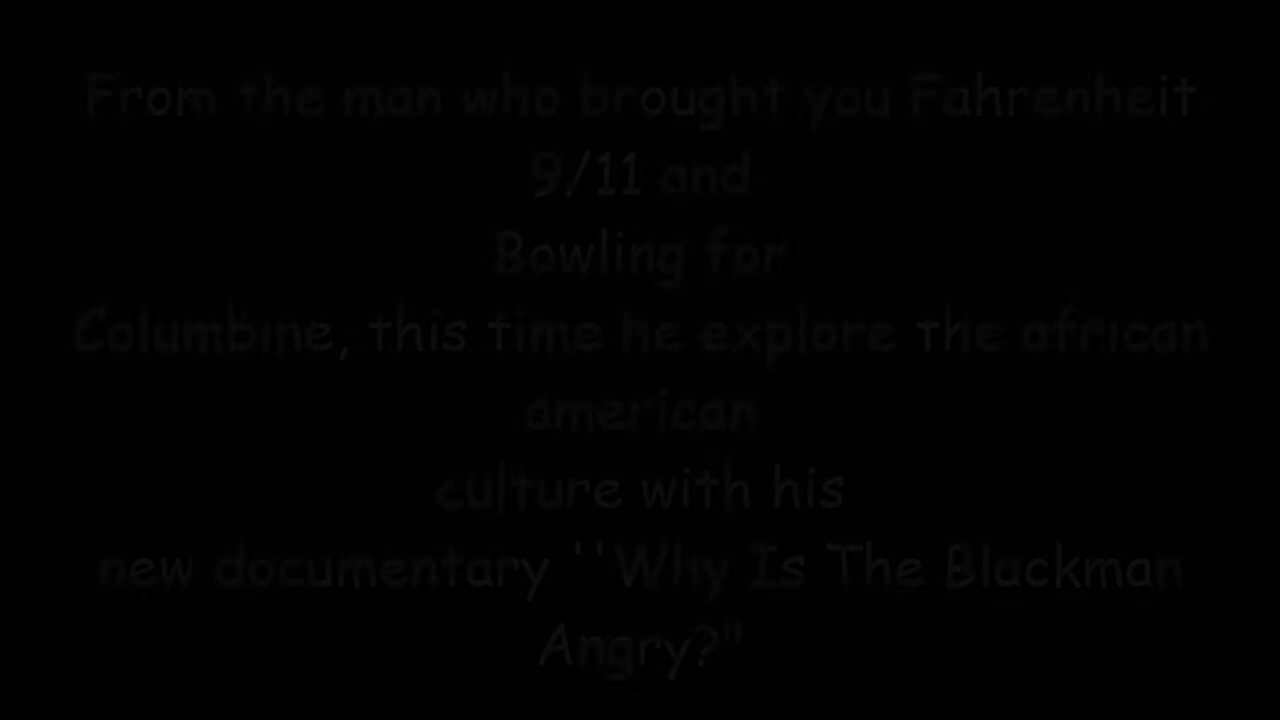 From the man who brought you Fahrenheit
9/11 and
Bowling for
Columbine, this time he explore the african
american
culture with his
new documentary ''Why Is The Blackman
Angry?"